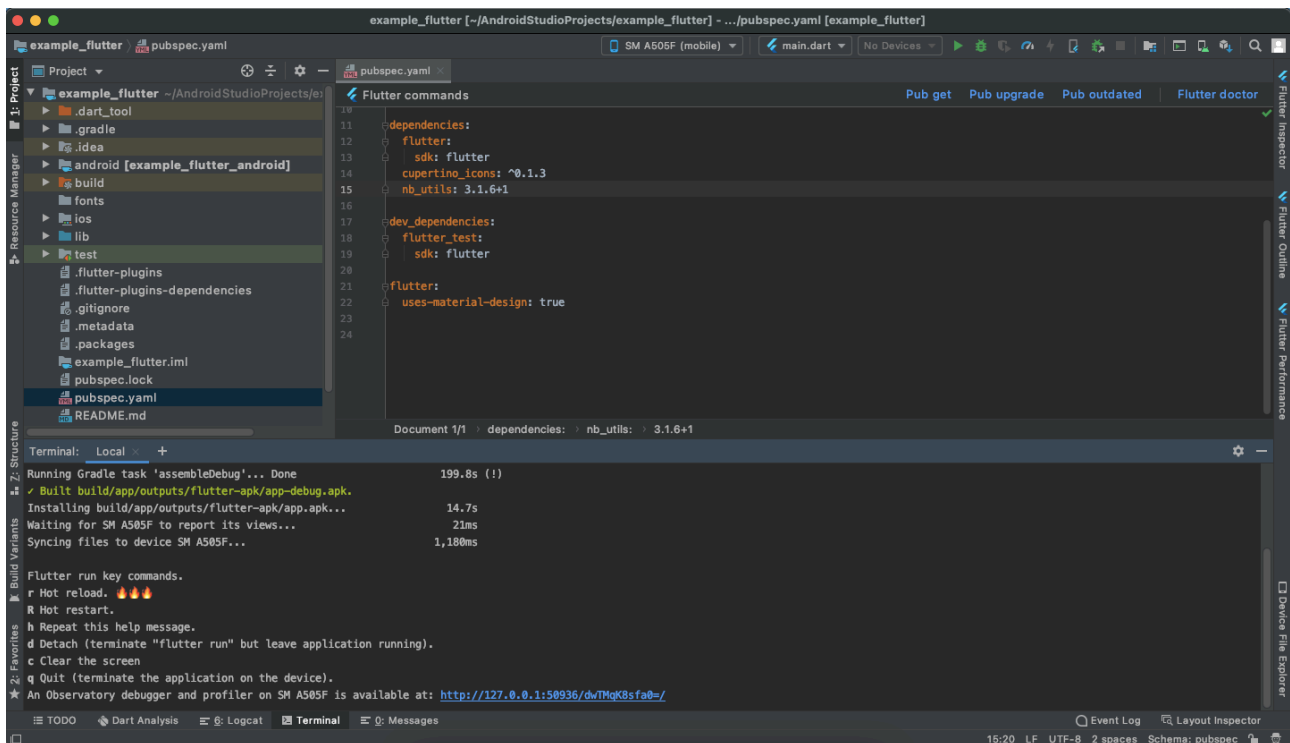 example_flutter [~/AndroidStudioProjects/example_flutter] - .../pubspec.yaml [example_flutter]
example_flutter pubspec.yaml SM A505F (mobile) main.dart No Devices
1: Project
Resource Manager
Z: Structure
Build Variants
2: Favorites
Project
example_flutter ~/AndroidStudioProjects/
.dart_tool
.gradle
.idea
android [example_flutter_android]
build
fonts
ios
lib
test
.flutter-plugins
.flutter-plugins-dependencies
.gitignore
.metadata
.packages
example_flutter.iml
pubspec.lock
pubspec.yaml
README.md
pubspec.yaml
Flutter commands Pub get Pub upgrade Pub outdated Flutter doctor
10
11 dependencies:
12 flutter:
13 sdk: flutter
14 cupertino_icons: ^0.1.3
15 nb_utils: 3.1.6+1
16
17 dev_dependencies:
18 flutter_test:
19 sdk: flutter
20
21 flutter:
22 uses-material-design: true
23
24
Document 1/1 dependencies: nb_utils: 3.1.6+1
Flutter Inspector
Flutter Outline
Flutter Performance
Device File Explorer
Terminal: Local +
Running Gradle task 'assembleDebug'... Done 199.8s (!)
✓ Built build/app/outputs/flutter-apk/app-debug.apk.
Installing build/app/outputs/flutter-apk/app.apk... 14.7s
Waiting for SM A505F to report its views... 21ms
Syncing files to device SM A505F... 1,180ms
Flutter run key commands.
r Hot reload. 🔥🔥🔥
R Hot restart.
h Repeat this help message.
d Detach (terminate "flutter run" but leave application running).
c Clear the screen
q Quit (terminate the application on the device).
An Observatory debugger and profiler on SM A505F is available at: http://127.0.0.1:50936/dwTMqK8sfa0=/
TODO Dart Analysis 6: Logcat Terminal 0: Messages Event Log Layout Inspector
15:20 LF UTF-8 2 spaces Schema: pubspec